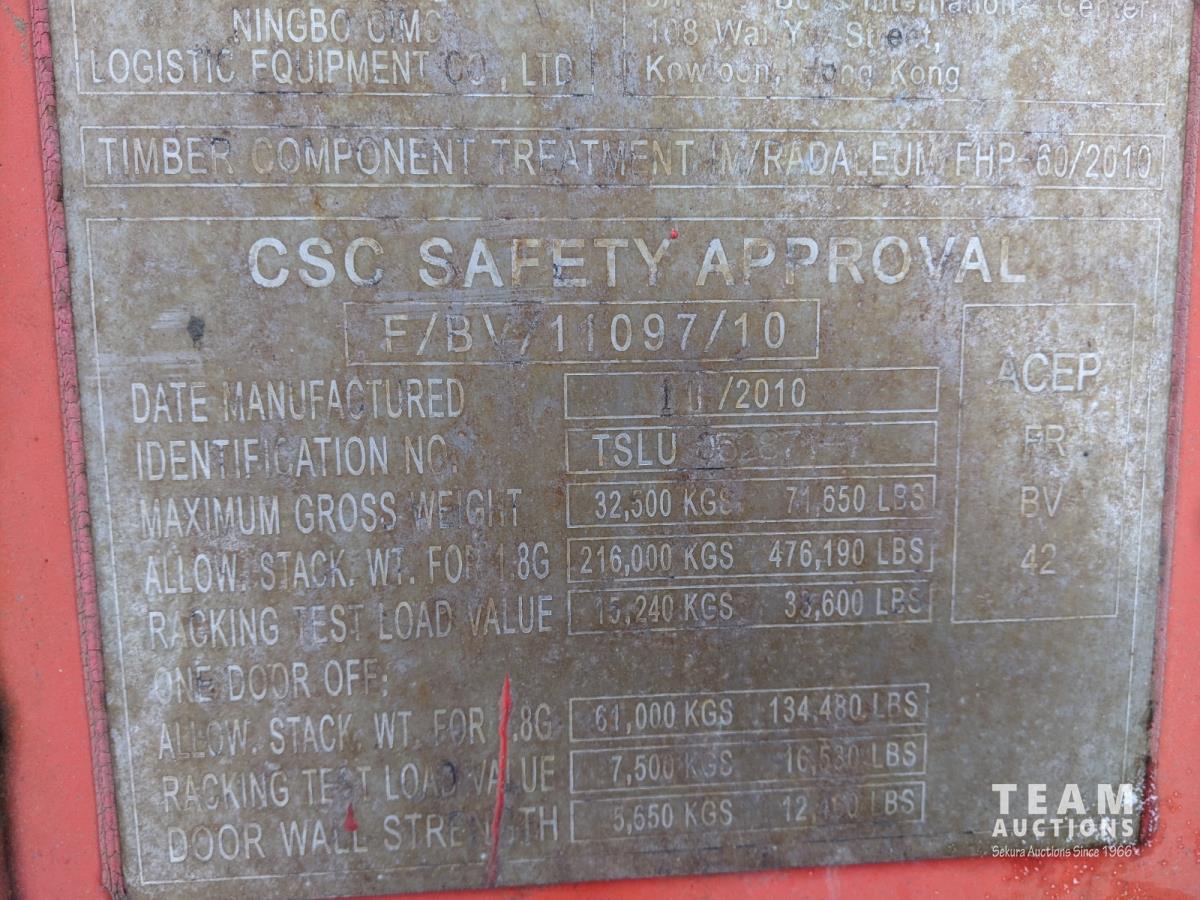 NINGBO CIMC
LOGISTIC EQUIPMENT CO., LTD
International Center,
108 Wai Yip Street,
Kowloon, Hong Kong
TIMBER COMPONENT TREATMENT IM/RADALEUM FHP-60/2010
CSC SAFETY APPROVAL
F/BV/11097/10
DATE MANUFACTURED 10/2010
IDENTIFICATION NO. TSLU
MAXIMUM GROSS WEIGHT 32,500 KGS 71,650 LBS
ALLOW. STACK. WT. FOR 1.8G 216,000 KGS 476,190 LBS
RACKING TEST LOAD VALUE 15,240 KGS 33,600 LBS
ONE DOOR OFF:
ALLOW. STACK. WT. FOR 1.8G 61,000 KGS 134,480 LBS
RACKING TEST LOAD VALUE 7,500 KGS 16,530 LBS
DOOR WALL STRENGTH 5,650 KGS LBS
ACEP
FR
BV
42
TEAM
AUCTIONS
Sekura Auctions Since 1966